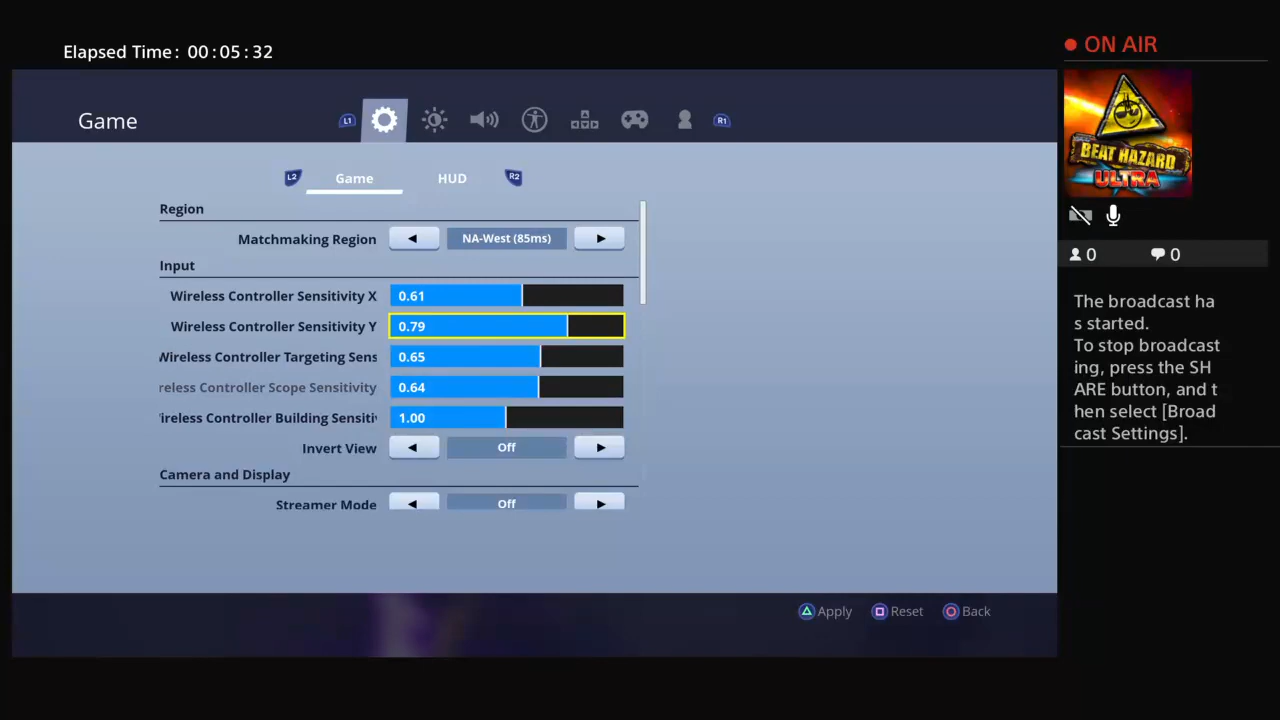 Elapsed Time: 00:05:32
ON AIR
Game
L1
R1
L2
Game
HUD
R2
Region
Matchmaking Region
NA-West (85ms)
Input
Wireless Controller Sensitivity X
0.61
Wireless Controller Sensitivity Y
0.79
Wireless Controller Targeting Sens
0.65
reless Controller Scope Sensitivity
0.64
ireless Controller Building Sensiti
1.00
Invert View
Off
Camera and Display
Streamer Mode
Off
Apply
Reset
Back
BEAT HAZARD
ULTRA
0
0
The broadcast ha
s started.
To stop broadcast
ing, press the SH
ARE button, and t
hen select [Broad
cast Settings].